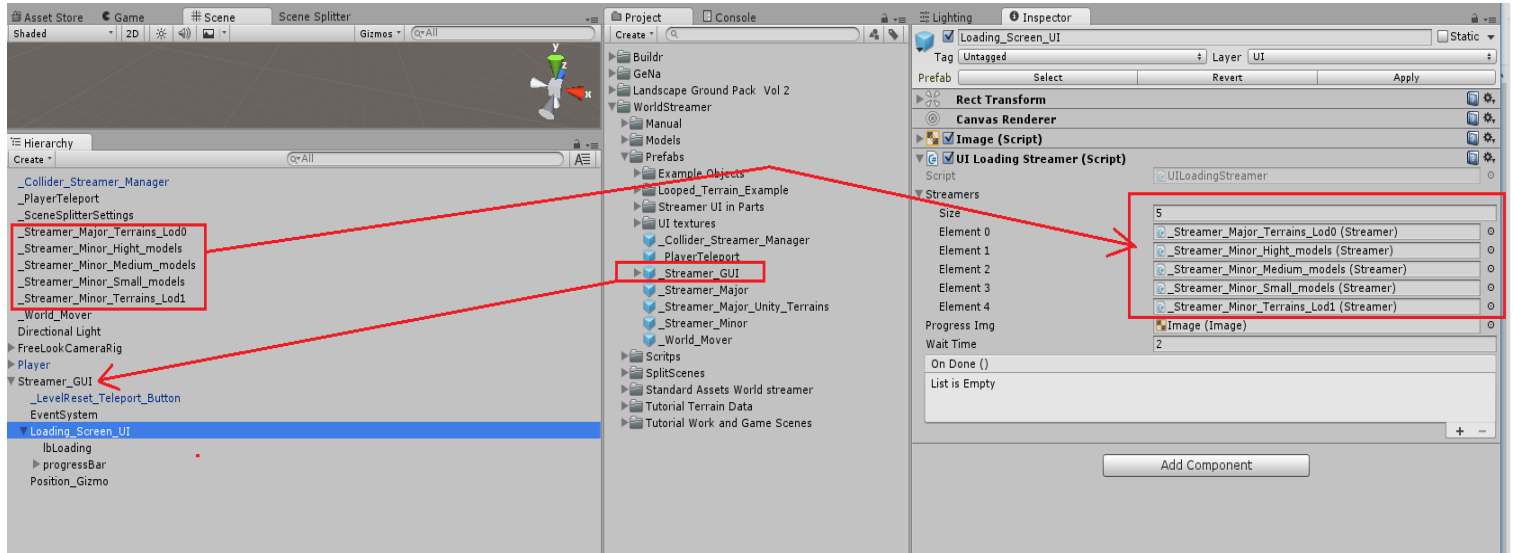 Asset Store Game Scene Scene Splitter
Shaded 2D Gizmos All
y
z
x
Hierarchy
Create All
_Collider_Streamer_Manager
_PlayerTeleport
_SceneSplitterSettings
_Streamer_Major_Terrains_Lod0
_Streamer_Minor_Hight_models
_Streamer_Minor_Medium_models
_Streamer_Minor_Small_models
_Streamer_Minor_Terrains_Lod1
_World_Mover
Directional Light
FreeLookCameraRig
Player
Streamer_GUI
_LevelReset_Teleport_Button
EventSystem
Loading_Screen_UI
lbLoading
progressBar
Position_Gizmo
Project Console
Create
Buildr
GeNa
Landscape Ground Pack Vol 2
WorldStreamer
Manual
Models
Prefabs
Example Objects
Looped_Terrain_Example
Streamer UI in Parts
UI textures
_Collider_Streamer_Manager
_PlayerTeleport
_Streamer_GUI
_Streamer_Major
_Streamer_Major_Unity_Terrains
_Streamer_Minor
_World_Mover
Scritps
SplitScenes
Standard Assets World streamer
Tutorial Terrain Data
Tutorial Work and Game Scenes
Lighting Inspector
Loading_Screen_UI Static
Tag Untagged Layer UI
Prefab Select Revert Apply
Rect Transform
Canvas Renderer
Image (Script)
UI Loading Streamer (Script)
Script UILoadingStreamer
Streamers
Size 5
Element 0 _Streamer_Major_Terrains_Lod0 (Streamer)
Element 1 _Streamer_Minor_Hight_models (Streamer)
Element 2 _Streamer_Minor_Medium_models (Streamer)
Element 3 _Streamer_Minor_Small_models (Streamer)
Element 4 _Streamer_Minor_Terrains_Lod1 (Streamer)
Progress Img Image (Image)
Wait Time 2
On Done ()
List is Empty
Add Component